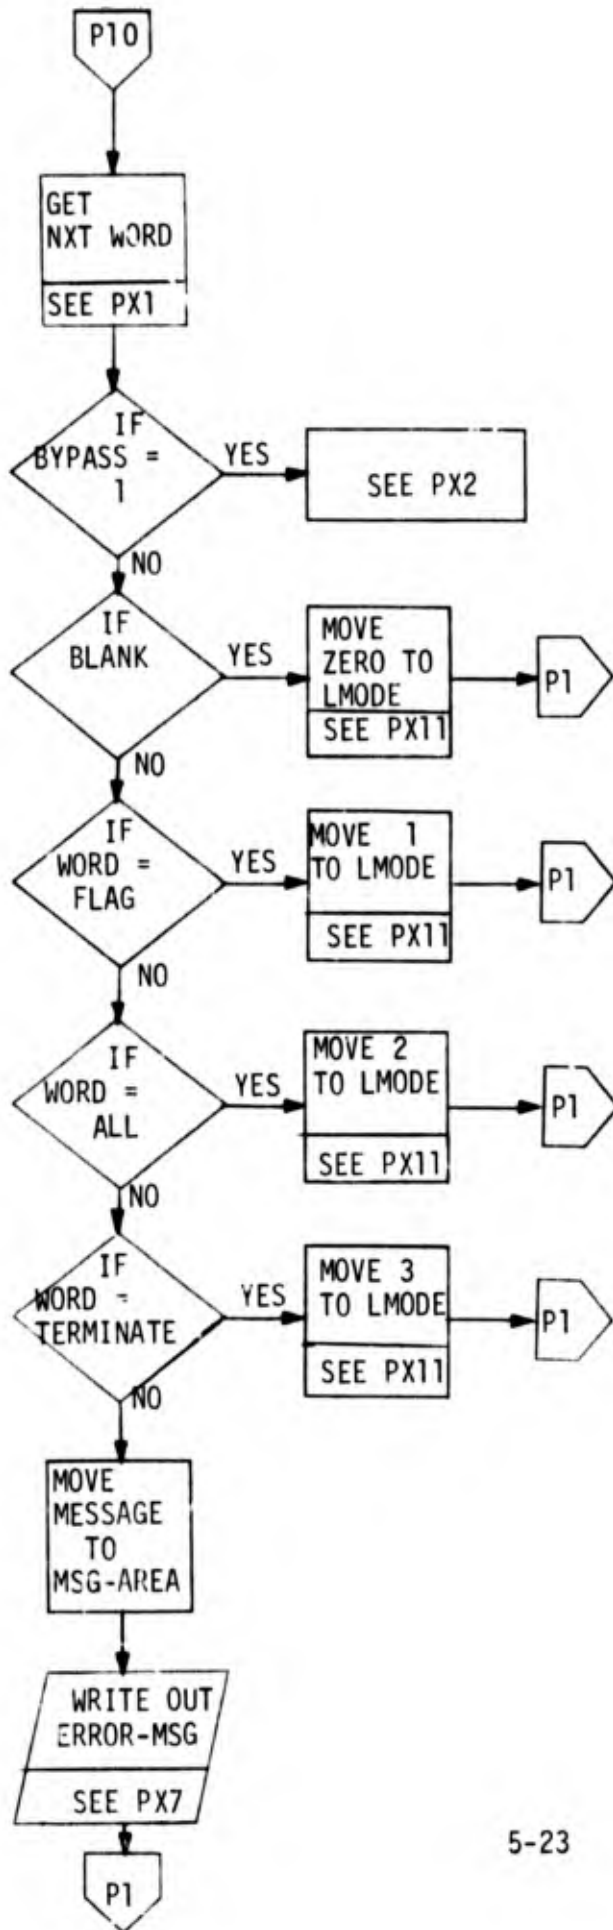 P10
GET
NXT WORD
SEE PX1
IF
BYPASS =
1
YES
SEE PX2
NO
IF
BLANK
YES
MOVE
ZERO TO
LMODE
SEE PX11
P1
NO
IF
WORD =
FLAG
YES
MOVE 1
TO LMODE
SEE PX11
P1
NO
IF
WORD =
ALL
YES
MOVE 2
TO LMODE
SEE PX11
P1
NO
IF
WORD =
TERMINATE
YES
MOVE 3
TO LMODE
SEE PX11
P1
NO
MOVE
MESSAGE
TO
MSG-AREA
WRITE OUT
ERROR-MSG
SEE PX7
P1
5-23